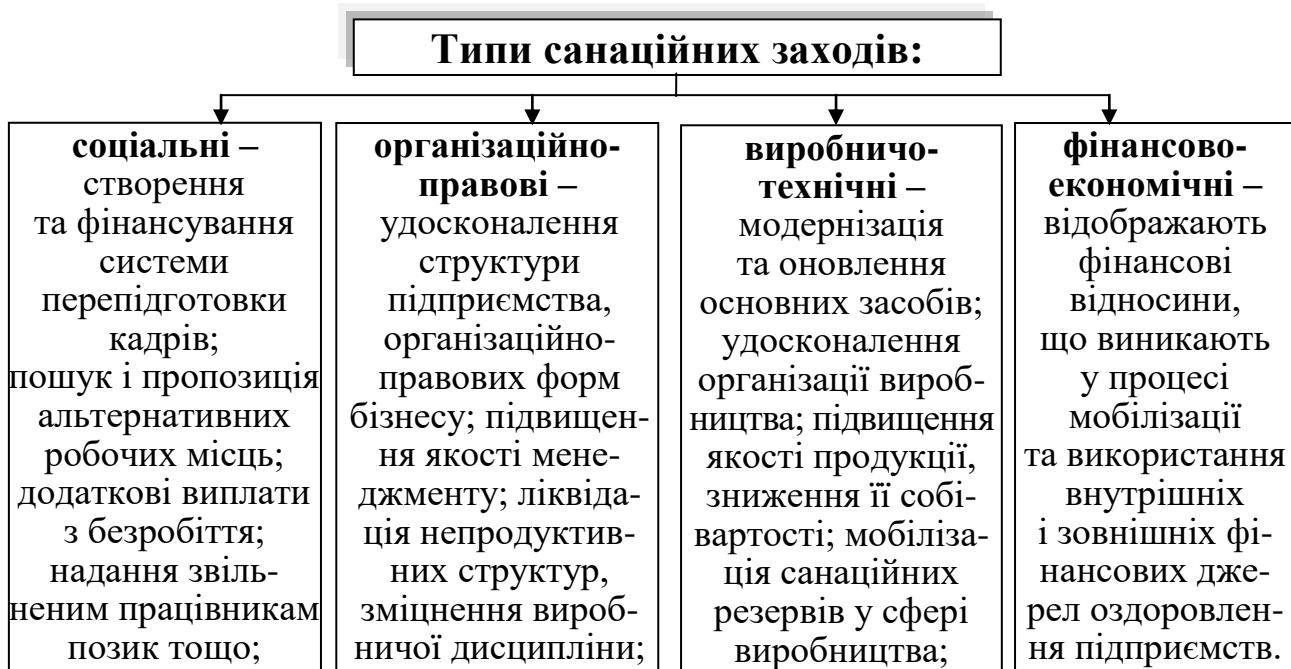 Типи санаційних заходів:
соціальні –
створення
та фінансування
системи
перепідготовки
кадрів;
пошук і пропозиція
альтернативних
робочих місць;
додаткові виплати
з безробіття;
надання звіль-
неним працівникам
позик тощо;
організаційно-
правові –
удосконалення
структури
підприємства,
організаційно-
правових форм
бізнесу; підвищен-
ня якості мене-
джменту; ліквіда-
ція непродуктив-
них структур,
зміцнення вироб-
ничої дисципліни;
виробничо-
технічні –
модернізація
та оновлення
основних засобів;
удосконалення
організації вироб-
ництва; підвищення
якості продукції,
зниження її собі-
вартості; мобіліза-
ція санаційних
резервів у сфері
виробництва;
фінансово-
економічні –
відображають
фінансові
відносини,
що виникають
у процесі
мобілізації
та використання
внутрішніх
і зовнішніх фі-
нансових дже-
рел оздоровлен-
ня підприємств.